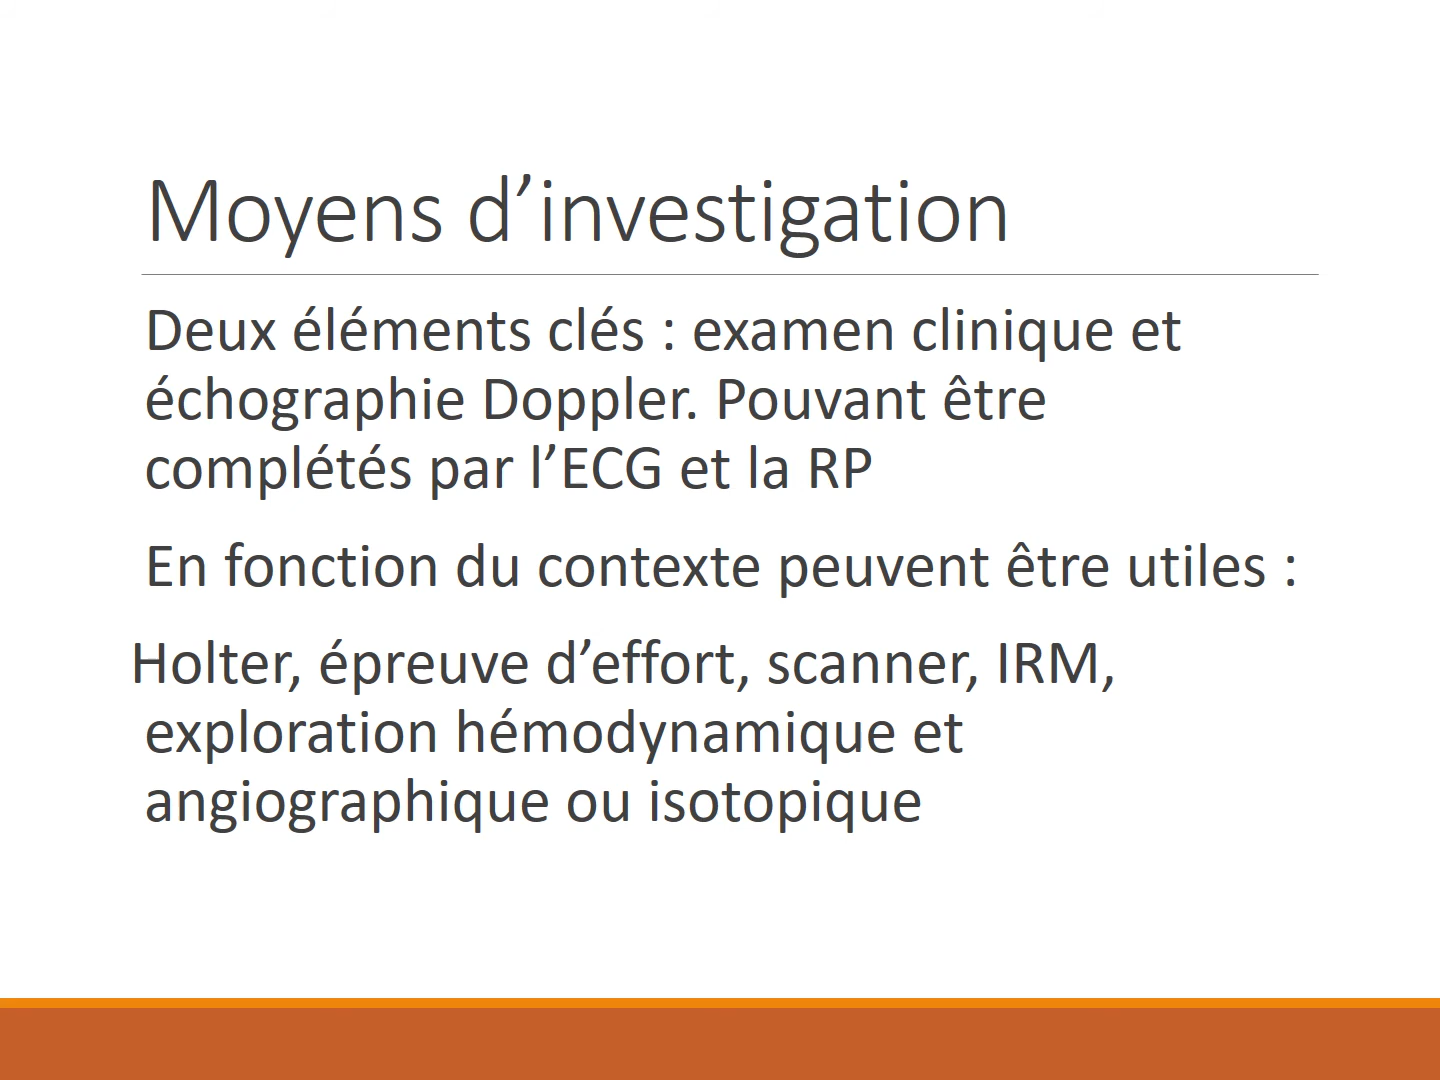 Moyens d’investigation
Deux éléments clés : examen clinique et
échographie Doppler. Pouvant être
complétés par l’ECG et la RP
En fonction du contexte peuvent être utiles :
Holter, épreuve d’effort, scanner, IRM,
exploration hémodynamique et
angiographique ou isotopique